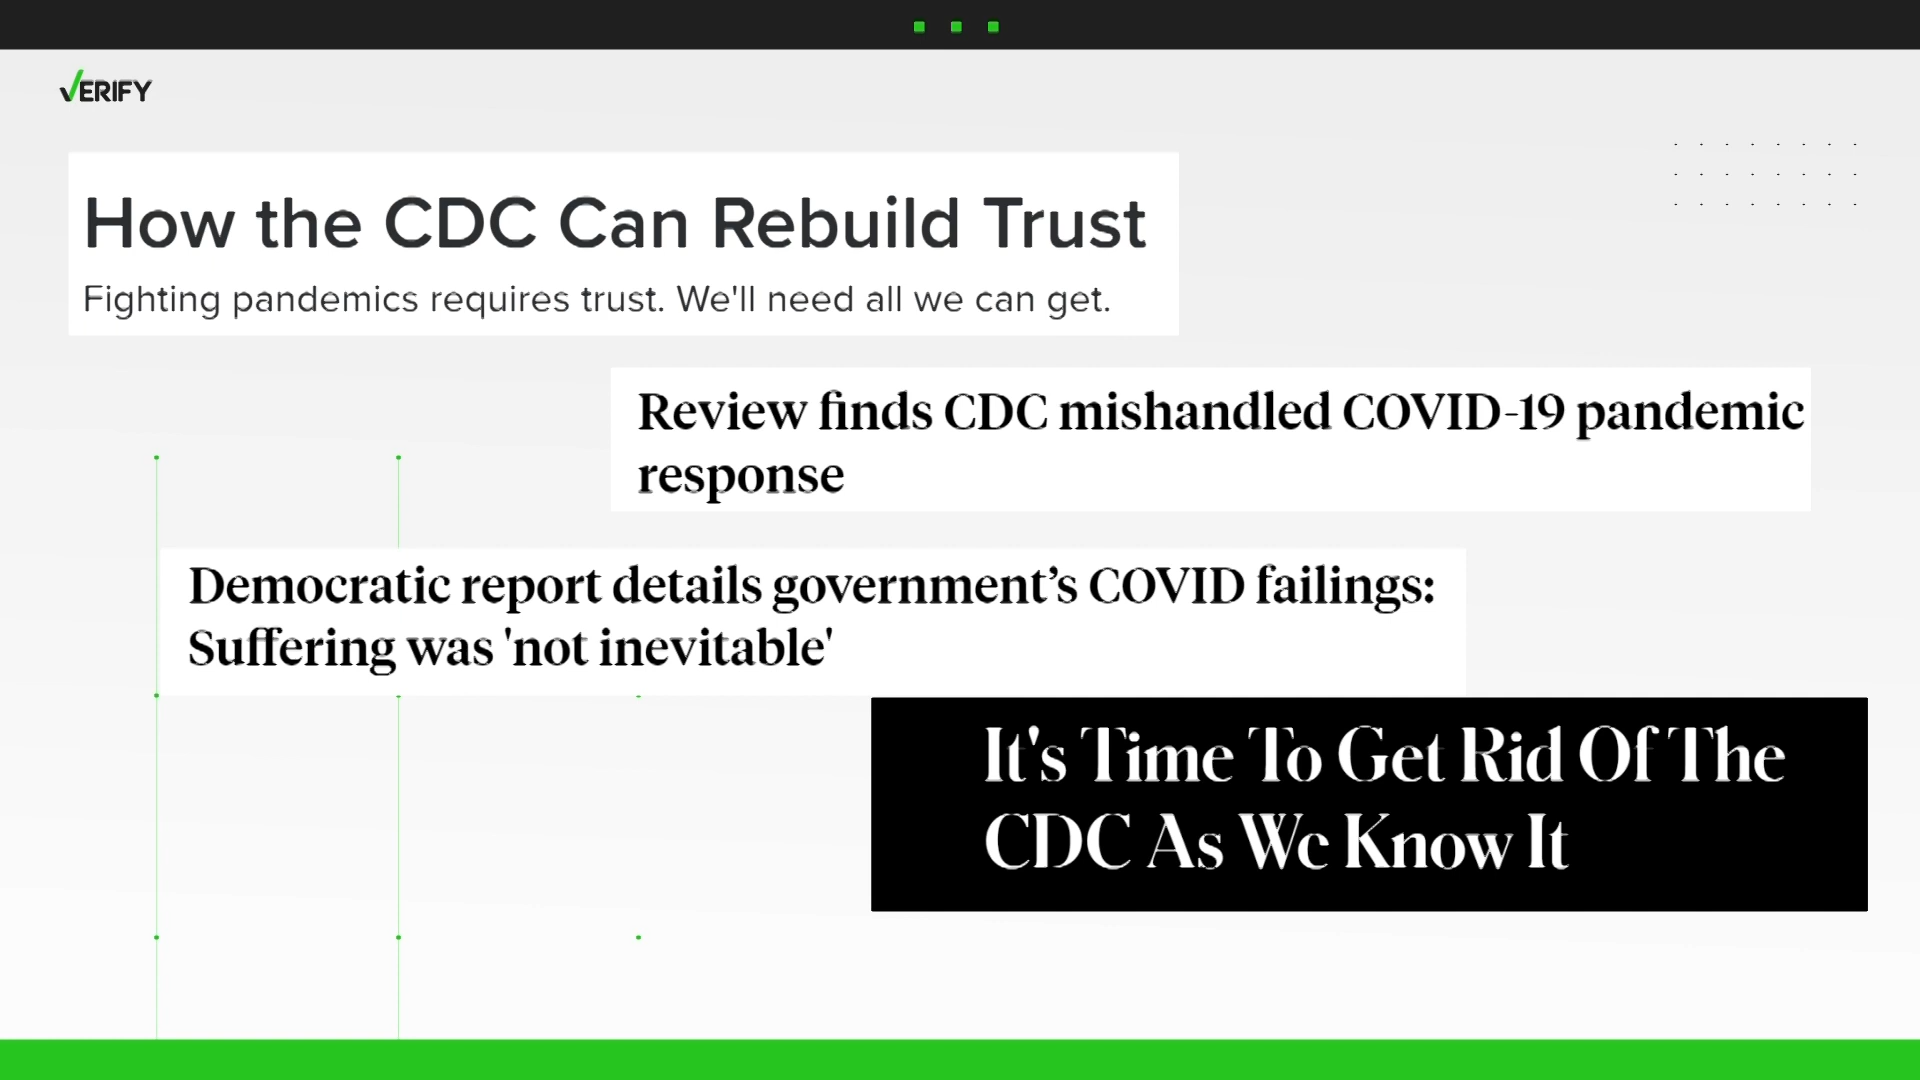 VERIFY
How the CDC Can Rebuild Trust
Fighting pandemics requires trust. We'll need all we can get.
Review finds CDC mishandled COVID-19 pandemic
response
Democratic report details government’s COVID failings:
Suffering was 'not inevitable'
It's Time To Get Rid Of The
CDC As We Know It